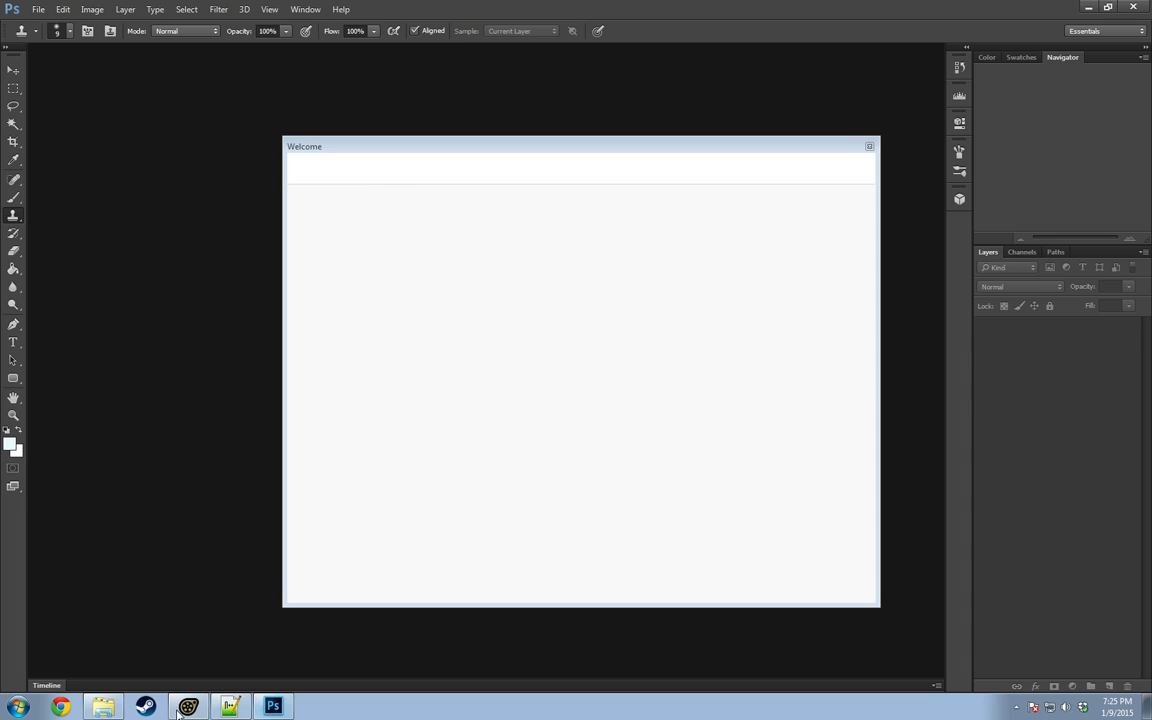 Ps File Edit Image Layer Type Select Filter 3D View Window Help
9 Mode: Normal Opacity: 100% Flow: 100% Aligned Sample: Current Layer Essentials
Color Swatches Navigator
Welcome
Layers Channels Paths
Kind
Normal Opacity:
Lock: Fill:
Timeline
Ps
7:25 PM
1/9/2015